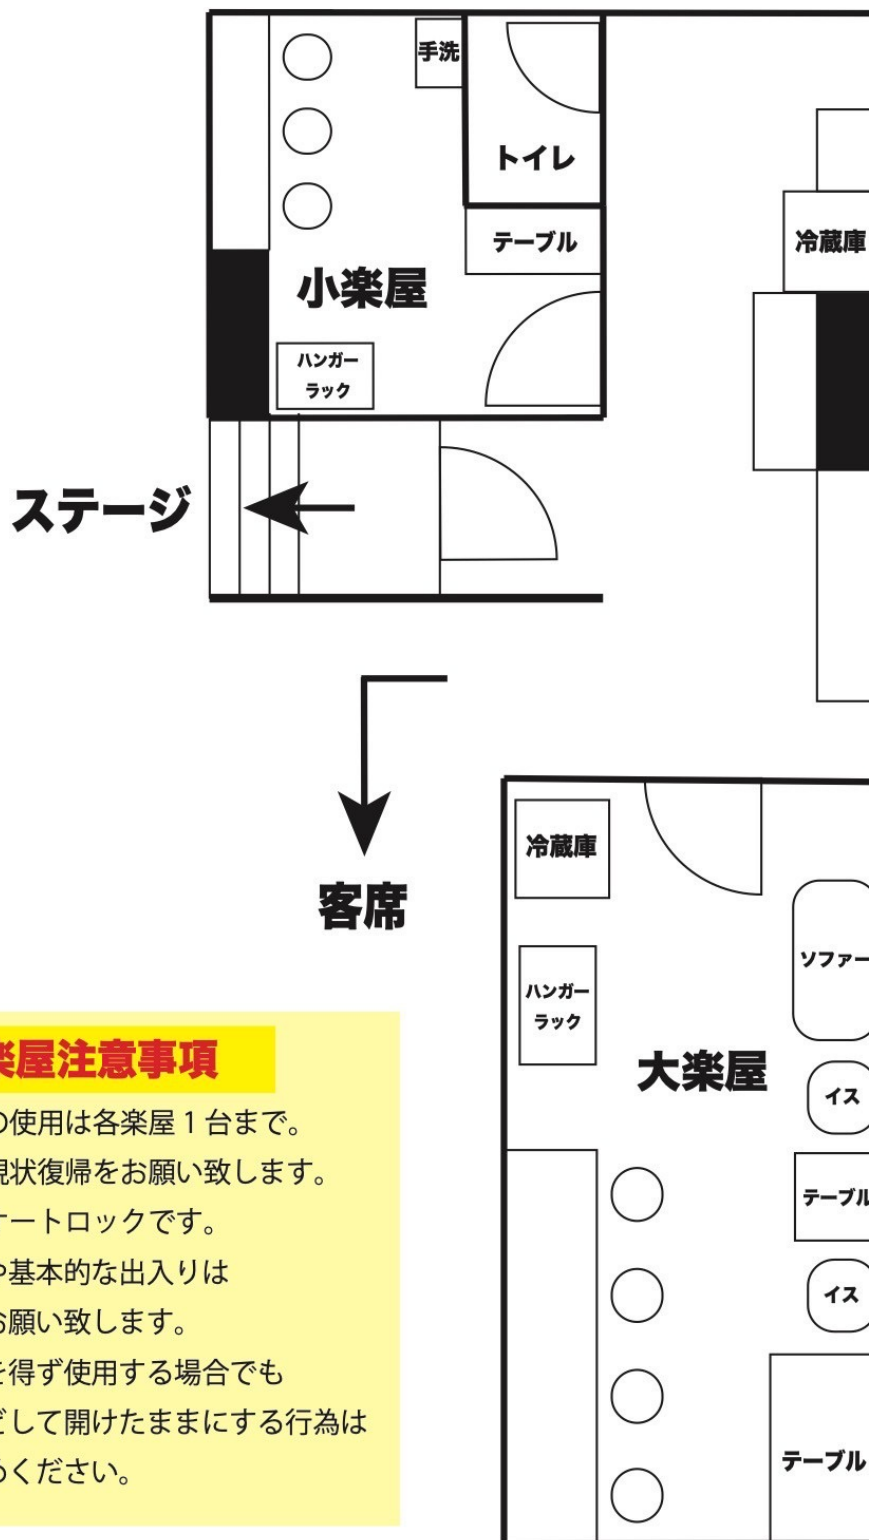 手洗
トイレ
テーブル
冷蔵庫
小楽屋
ハンガー
ラック
ステージ
客席
冷蔵庫
ハンガー
ラック
ソファー
大楽屋
イス
テーブル
イス
テーブル
楽屋注意事項
の使用は各楽屋1台まで。
現状復帰をお願い致します。
オートロックです。
や基本的な出入りは
お願い致します。
を得ず使用する場合でも
どして開けたままにする行為は
めください。